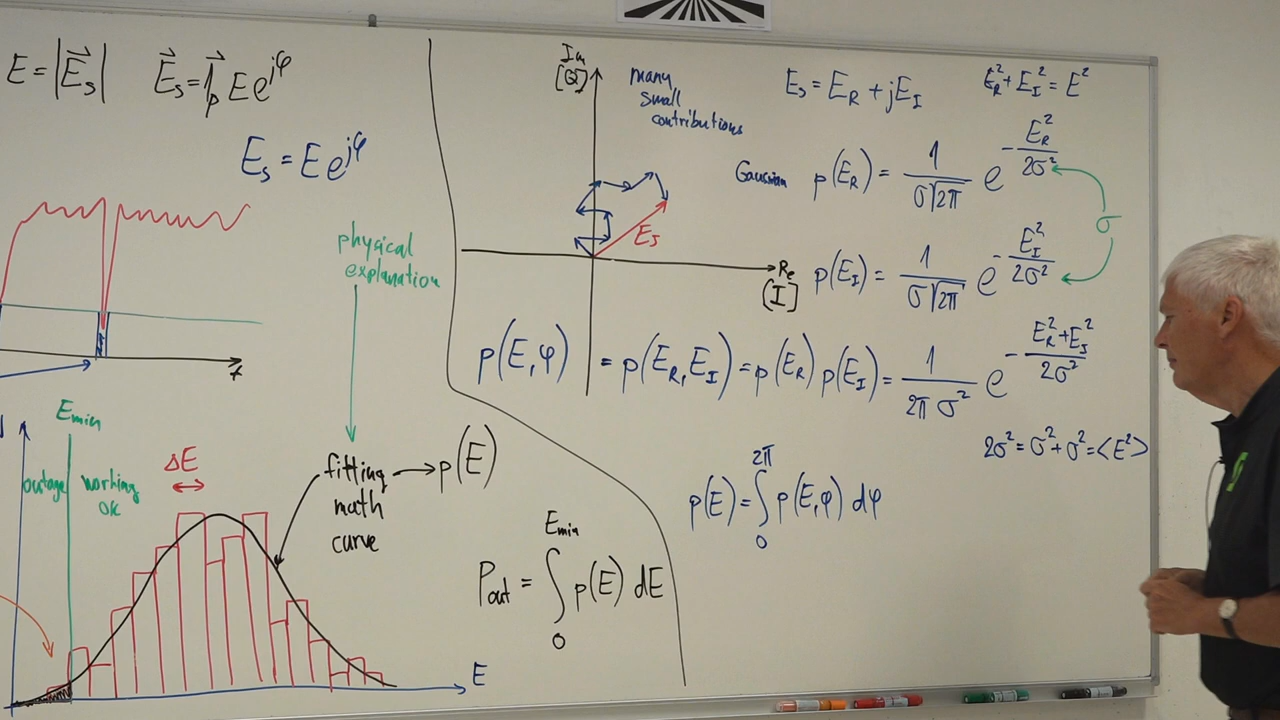 E = |E⃗s|
E⃗s = 1⃗p E e^jφ
Es = E e^jφ
physical
explanation
Emin
outage
working
OK
ΔE
fitting
math
curve
→ p(E)
E
Pout = ∫₀^Emin p(E) dE
Im
[Q]
many
small
contributions
Es
Re
[I]
Es = ER + jEI
ER² + EI² = E²
Gaussian p(ER) = 1/(σ√2π) e^-(ER²/2σ²)
σ
p(EI) = 1/(σ√2π) e^-(EI²/2σ²)
p(E,φ) = p(ER,EI) = p(ER) p(EI) = 1/(2πσ²) e^-((ER²+EI²)/2σ²)
2σ² = σ² + σ² = <E²>
p(E) = ∫₀^2π p(E,φ) dφ